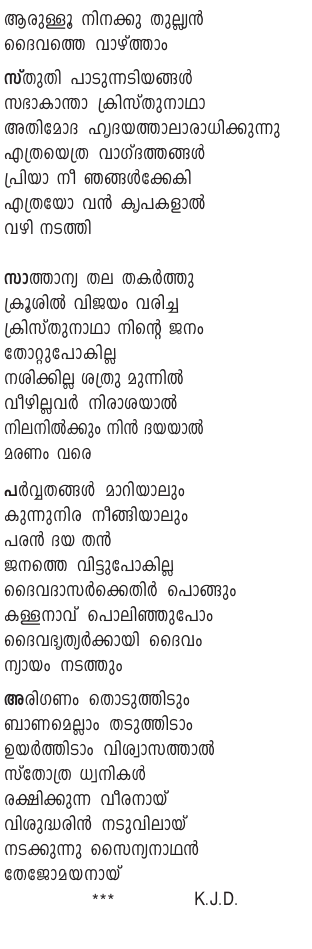 ആരുള്ളൂ നിനക്കു തുല്ല്യൻ
ദൈവത്തെ വാഴ്ത്താം
സ്തുതി പാടുന്നടിയങ്ങൾ
സഭാകാന്താ ക്രിസ്തുനാഥാ
അതിമോദ ഹൃദയത്താലാരാധിക്കുന്നു
എത്രയെത്ര വാഗ്ദത്തങ്ങൾ
പ്രിയാ നീ ഞങ്ങൾക്കേകി
എത്രയോ വൻ കൃപകളാൽ
വഴി നടത്തി
സാത്താന്യ തല തകർത്തു
ക്രൂശിൽ വിജയം വരിച്ച
ക്രിസ്തുനാഥാ നിന്റെ ജനം
തോറ്റുപോകില്ല
നശിക്കില്ല ശത്രു മുന്നിൽ
വീഴില്ലവർ നിരാശയാൽ
നിലനിൽക്കും നിൻ ദയയാൽ
മരണം വരെ
പർവ്വതങ്ങൾ മാറിയാലും
കുന്നുനിര നീങ്ങിയാലും
പരൻ ദയ തൻ
ജനത്തെ വിട്ടുപോകില്ല
ദൈവദാസർക്കെതിർ പൊങ്ങും
കള്ളനാവ് പൊലിഞ്ഞുപോം
ദൈവഭൃത്യർക്കായി ദൈവം
ന്യായം നടത്തും
അരിഗണം തൊടുത്തിടും
ബാണമെല്ലാം തടുത്തിടാം
ഉയർത്തിടാം വിശ്വാസത്താൽ
സ്തോത്ര ധ്വനികൾ
രക്ഷിക്കുന്ന വീരനായ്
വിശുദ്ധരിൻ നടുവിലായ്
നടക്കുന്നു സൈന്യനാഥൻ
തേജോമയനായ്
*** K.J.D.